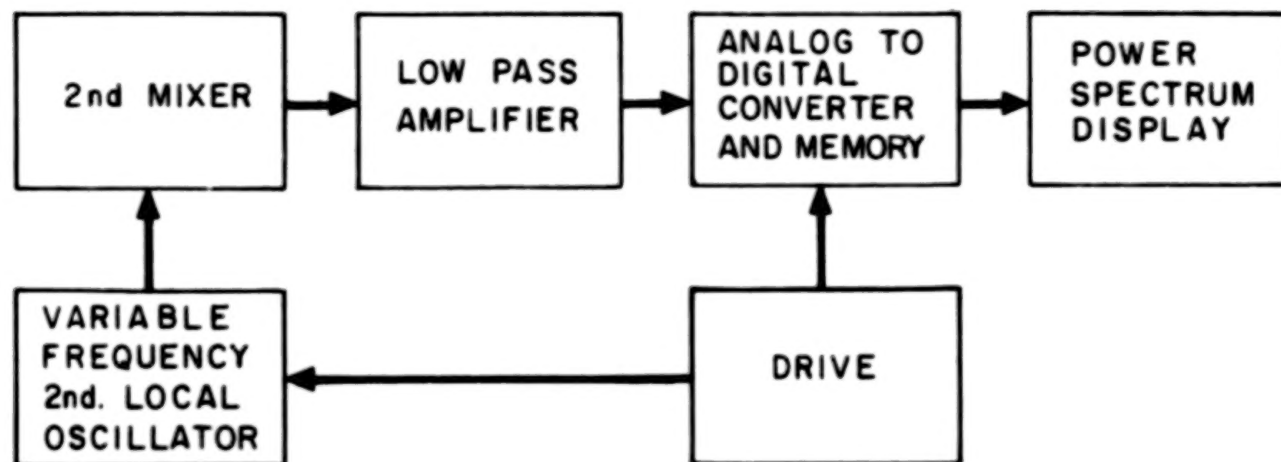 2nd MIXER
LOW PASS
AMPLIFIER
ANALOG TO
DIGITAL
CONVERTER
AND MEMORY
POWER
SPECTRUM
DISPLAY
VARIABLE
FREQUENCY
2nd. LOCAL
OSCILLATOR
DRIVE